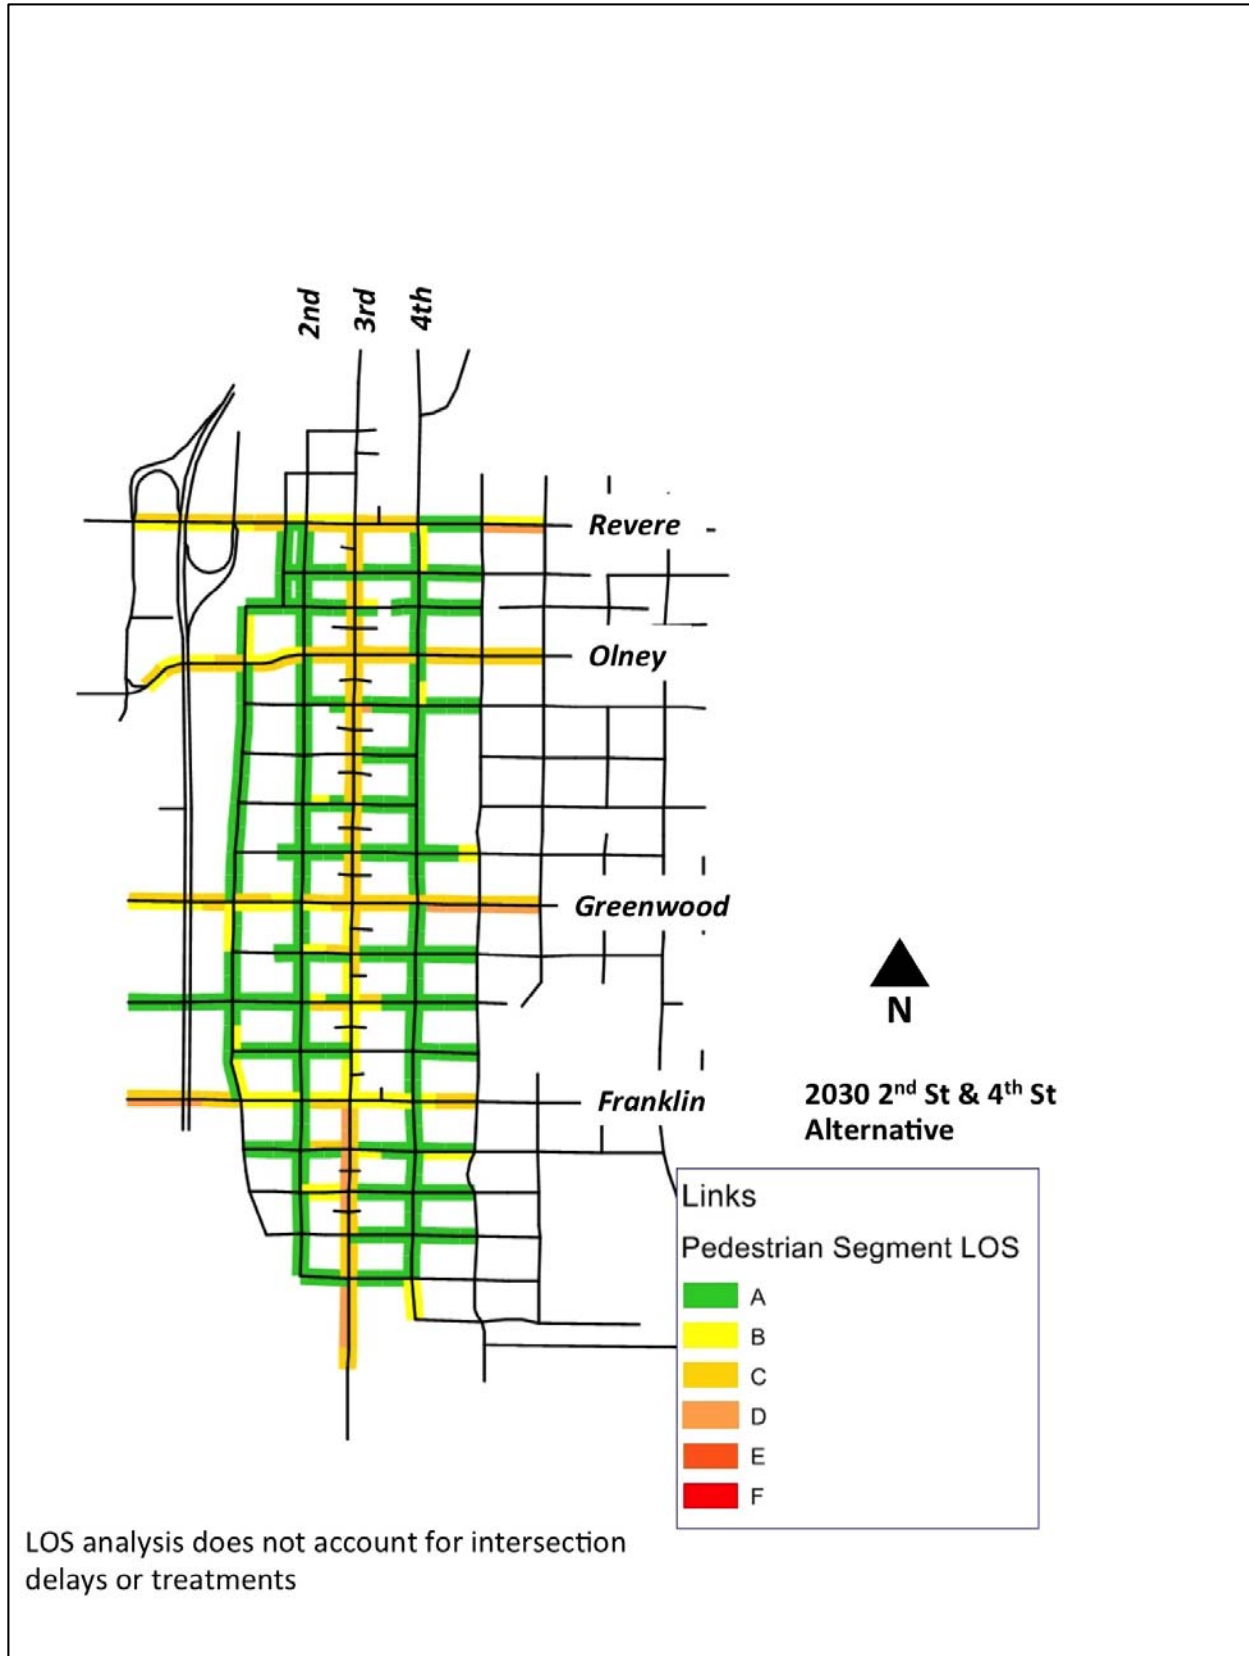 2nd
3rd
4th
Revere
Olney
Greenwood
N
Franklin
2030 2nd St & 4th St
Alternative
Links
Pedestrian Segment LOS
A
B
C
D
E
F
LOS analysis does not account for intersection
delays or treatments